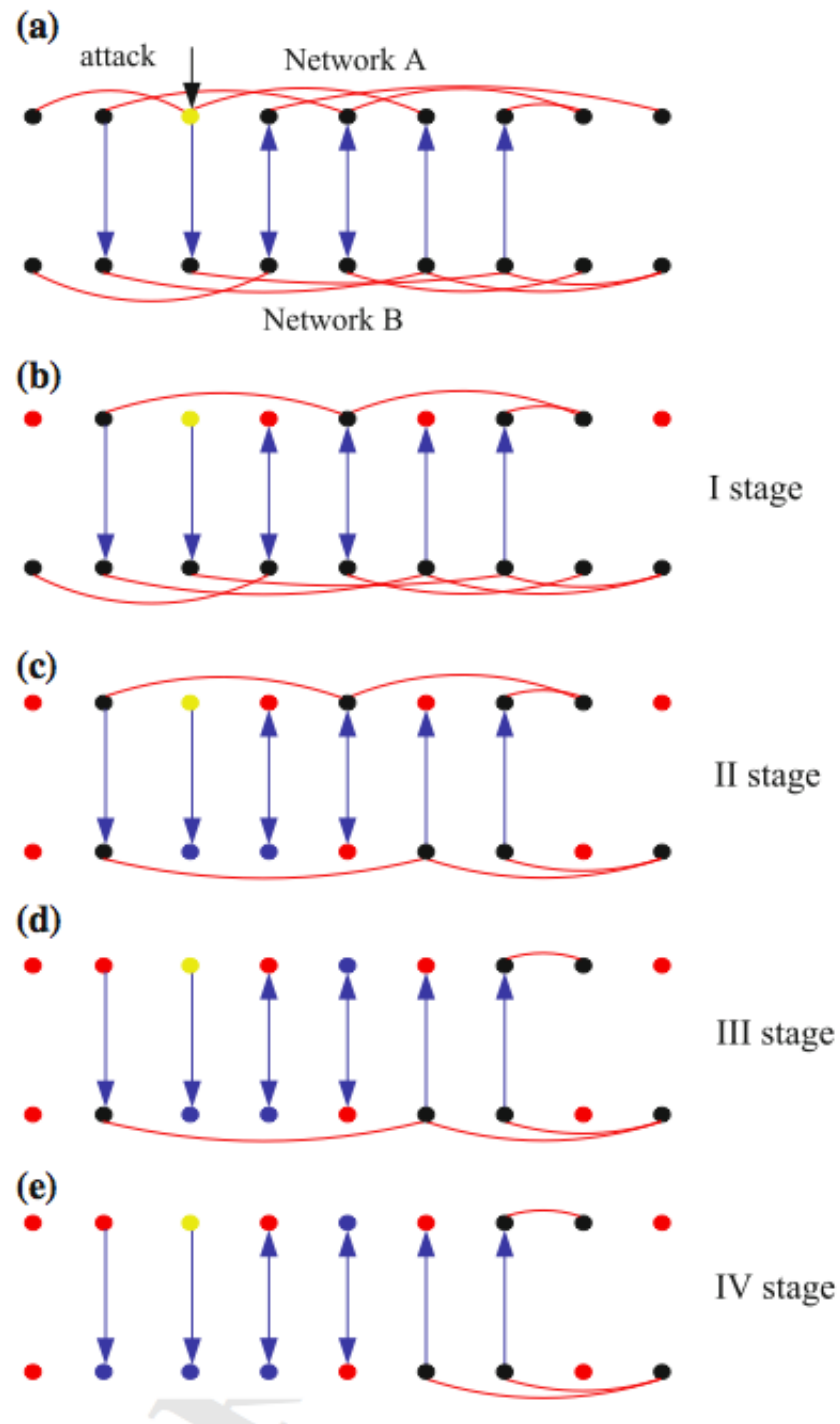 (a)
attack
Network A
Network B
(b)
I stage
(c)
II stage
(d)
III stage
(e)
IV stage